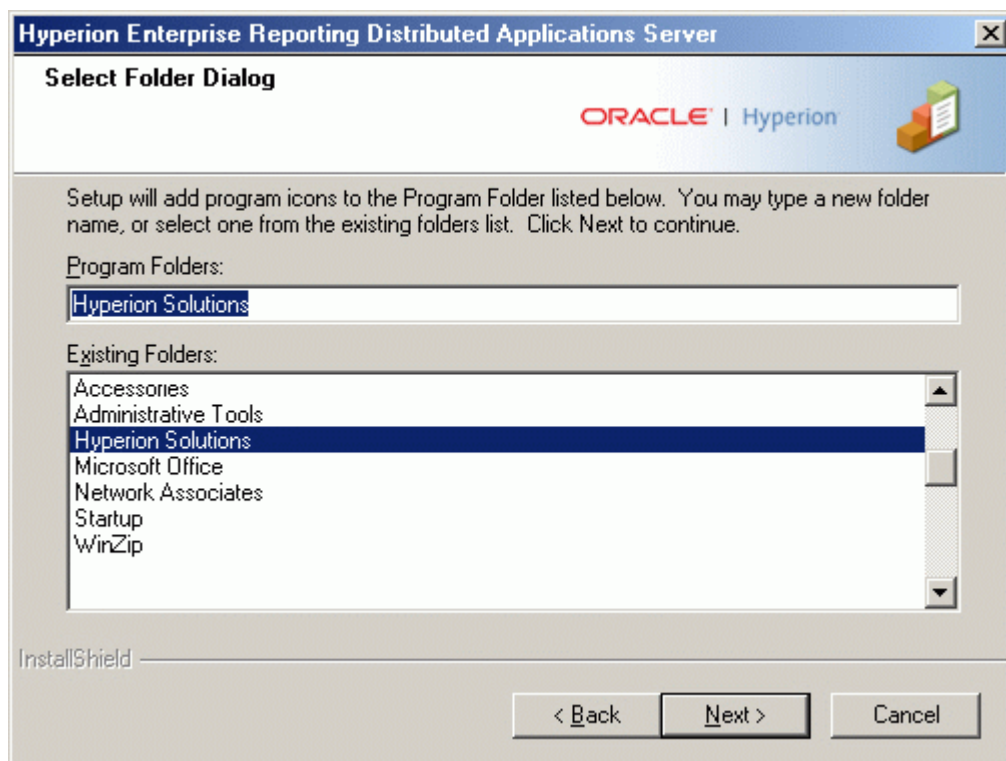 Hyperion Enterprise Reporting Distributed Applications Server
Select Folder Dialog
ORACLE | Hyperion
Setup will add program icons to the Program Folder listed below. You may type a new folder
name, or select one from the existing folders list. Click Next to continue.
Program Folders:
Hyperion Solutions
Existing Folders:
Accessories
Administrative Tools
Hyperion Solutions
Microsoft Office
Network Associates
Startup
WinZip
InstallShield
< Back Next > Cancel